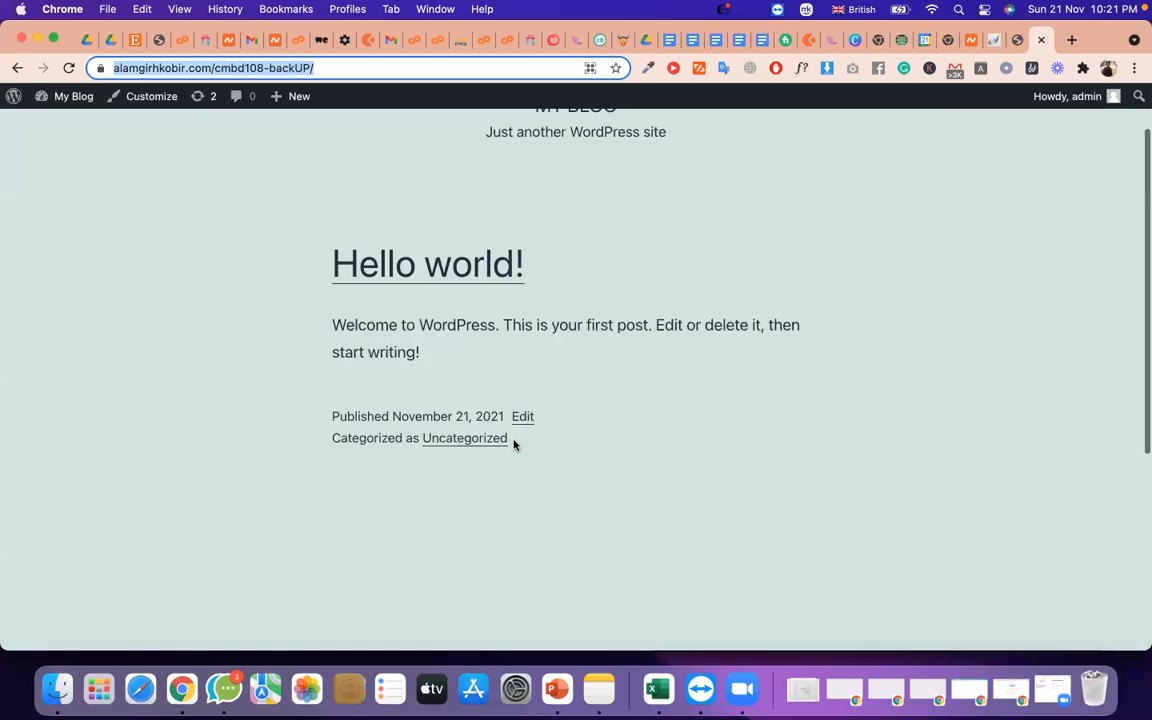 Chrome File Edit View History Bookmarks Profiles Tab Window Help British Sun 21 Nov 10:21 PM
alamgirhkobir.com/cmbd108-backUP/
My Blog Customize 2 0 New Howdy, admin
MY BLOG
Just another WordPress site
Hello world!
Welcome to WordPress. This is your first post. Edit or delete it, then
start writing!
Published November 21, 2021 Edit
Categorized as Uncategorized